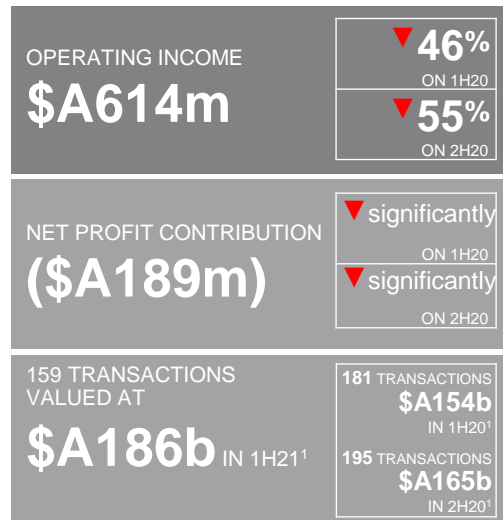 OPERATING INCOME
$A614m
▼46%
ON 1H20
▼55%
ON 2H20
NET PROFIT CONTRIBUTION
($A189m)
▼significantly
ON 1H20
▼significantly
ON 2H20
159 TRANSACTIONS
VALUED AT
$A186b IN 1H21¹
181 TRANSACTIONS
$A154b
IN 1H20¹
195 TRANSACTIONS
$A165b
IN 2H20¹